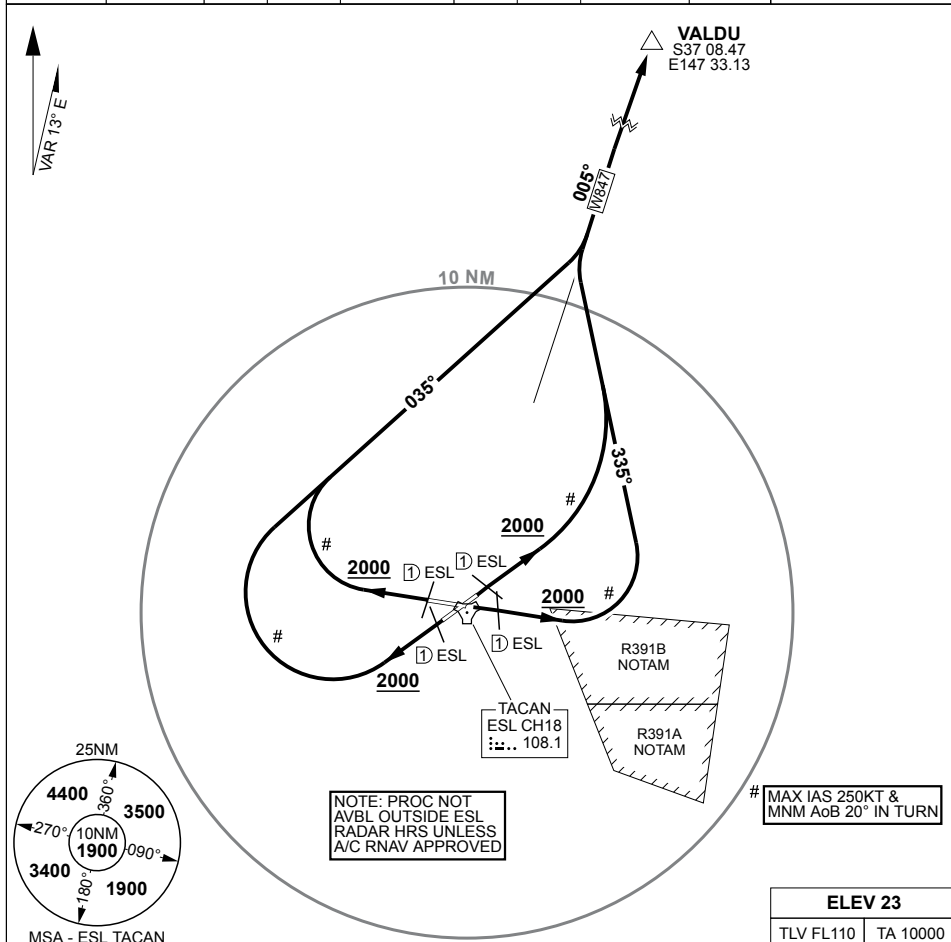 VALDU
S37 08.47
E147 33.13
VAR 13° E
005°
W847
10 NM
035°
335°
#
2000
#
2000
1 ESL
1 ESL
2000
#
#
1 ESL
1 ESL
2000
R391B
NOTAM
TACAN
ESL CH18
108.1
R391A
NOTAM
25NM
4400
360°
3500
270°
10NM
1900
090°
3400
180°
1900
MSA - ESL TACAN
NOTE: PROC NOT
AVBL OUTSIDE ESL
RADAR HRS UNLESS
A/C RNAV APPROVED
# MAX IAS 250KT &
MNM AoB 20° IN TURN
ELEV 23
TLV FL110 TA 10000